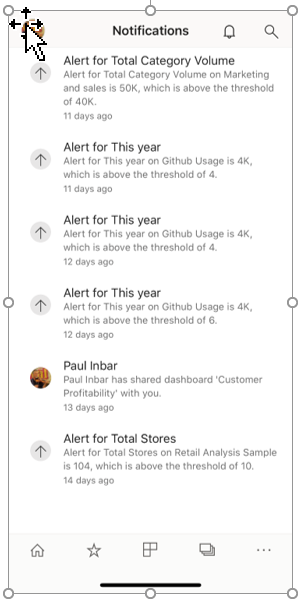 Notifications
Alert for Total Category Volume
Alert for Total Category Volume on Marketing
and sales is 50K, which is above the threshold
of 40K.
11 days ago
Alert for This year
Alert for This year on Github Usage is 4K,
which is above the threshold of 4.
11 days ago
Alert for This year
Alert for This year on Github Usage is 4K,
which is above the threshold of 4.
12 days ago
Alert for This year
Alert for This year on Github Usage is 4K,
which is above the threshold of 6.
12 days ago
Paul Inbar
Paul Inbar has shared dashboard 'Customer
Profitability' with you.
13 days ago
Alert for Total Stores
Alert for Total Stores on Retail Analysis Sample
is 104, which is above the threshold of 10.
14 days ago